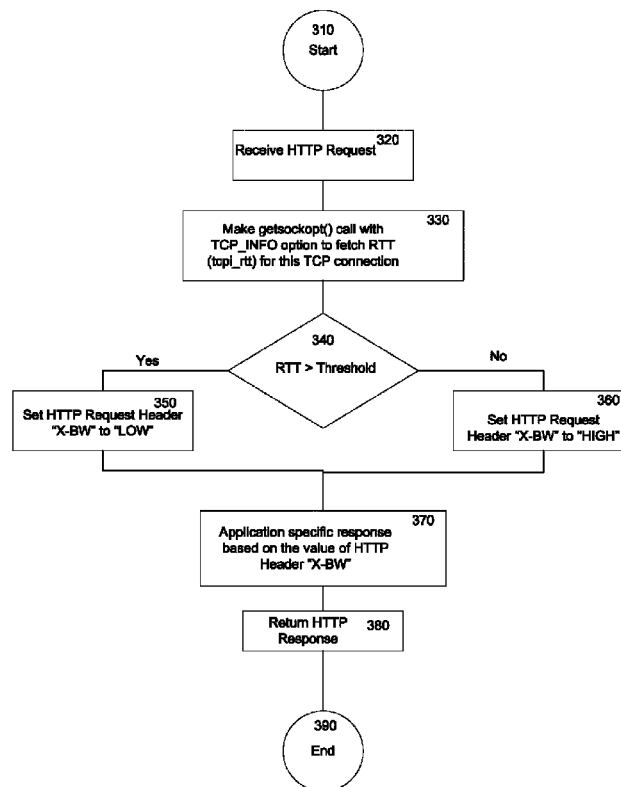 310
Start
320
Receive HTTP Request
330
Make getsockopt() call with
TCP_INFO option to fetch RTT
(tcpi_rtt) for this TCP connection
340
RTT > Threshold
Yes
No
350
Set HTTP Request Header
"X-BW" to "LOW"
360
Set HTTP Request
Header "X-BW" to "HIGH"
370
Application specific response
based on the value of HTTP
Header "X-BW"
Return HTTP
Response
380
390
End